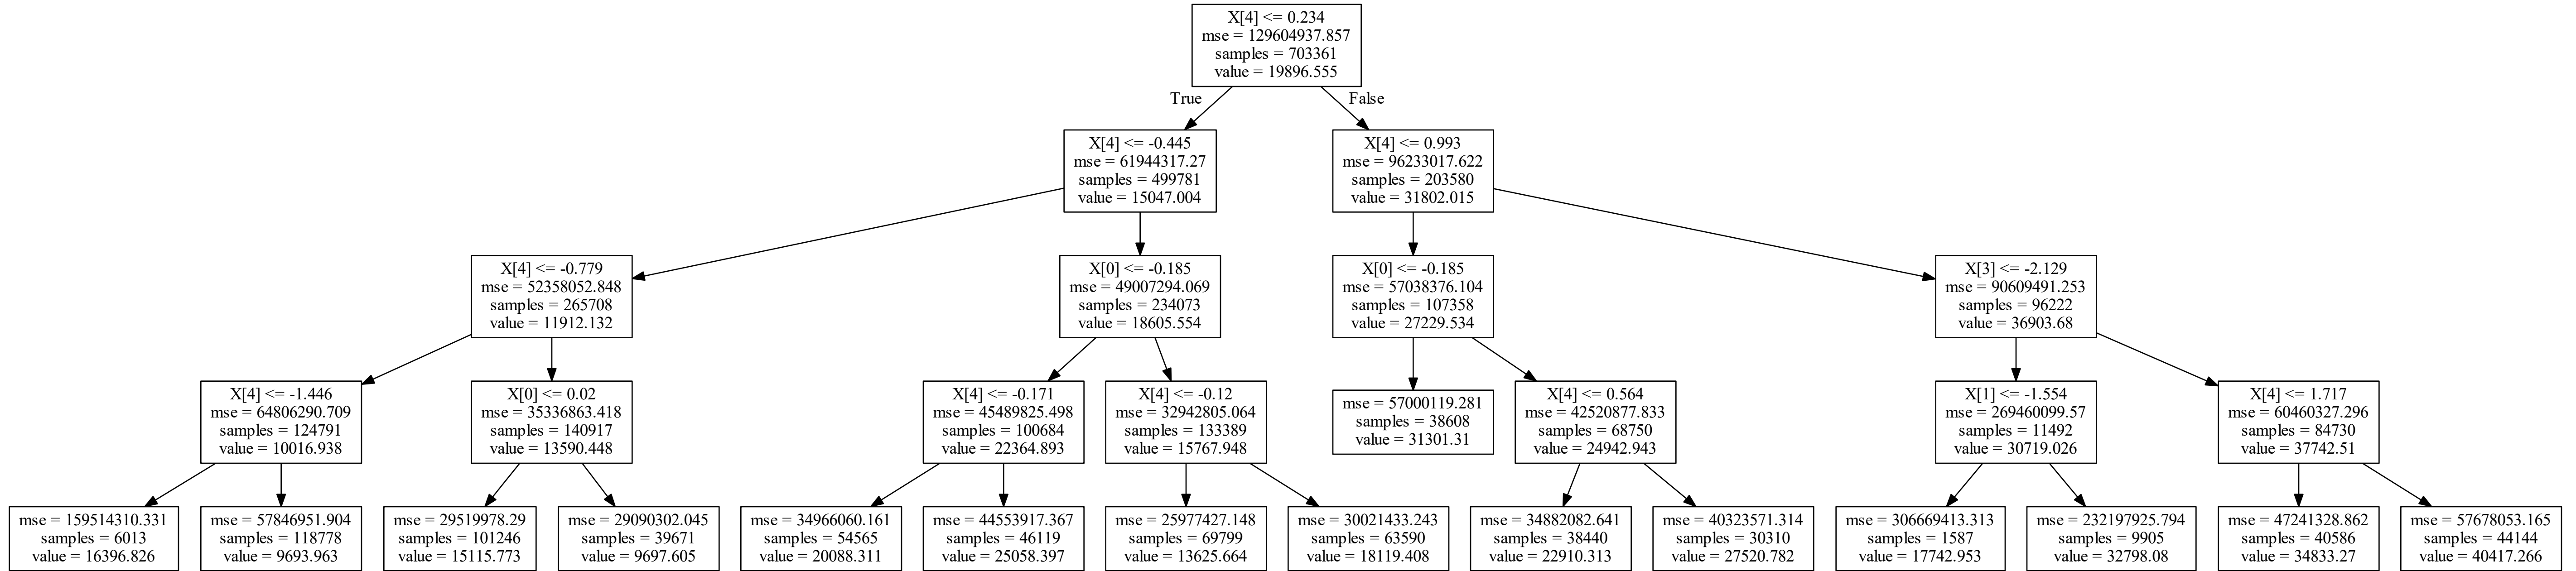 X[4] <= 0.234
mse = 129604937.857
samples = 703361
value = 19896.555
True
False
X[4] <= -0.445
mse = 61944317.27
samples = 499781
value = 15047.004
X[4] <= 0.993
mse = 96233017.622
samples = 203580
value = 31802.015
X[4] <= -0.779
mse = 52358052.848
samples = 265708
value = 11912.132
X[0] <= -0.185
mse = 49007294.069
samples = 234073
value = 18605.554
X[0] <= -0.185
mse = 57038376.104
samples = 107358
value = 27229.534
X[3] <= -2.129
mse = 90609491.253
samples = 96222
value = 36903.68
X[4] <= -1.446
mse = 64806290.709
samples = 124791
value = 10016.938
X[0] <= 0.02
mse = 35336863.418
samples = 140917
value = 13590.448
X[4] <= -0.171
mse = 45489825.498
samples = 100684
value = 22364.893
X[4] <= -0.12
mse = 32942805.064
samples = 133389
value = 15767.948
mse = 57000119.281
samples = 38608
value = 31301.31
X[4] <= 0.564
mse = 42520877.833
samples = 68750
value = 24942.943
X[1] <= -1.554
mse = 269460099.57
samples = 11492
value = 30719.026
X[4] <= 1.717
mse = 60460327.296
samples = 84730
value = 37742.51
mse = 159514310.331
samples = 6013
value = 16396.826
mse = 57846951.904
samples = 118778
value = 9693.963
mse = 29519978.29
samples = 101246
value = 15115.773
mse = 29090302.045
samples = 39671
value = 9697.605
mse = 34966060.161
samples = 54565
value = 20088.311
mse = 44553917.367
samples = 46119
value = 25058.397
mse = 25977427.148
samples = 69799
value = 13625.664
mse = 30021433.243
samples = 63590
value = 18119.408
mse = 34882082.641
samples = 38440
value = 22910.313
mse = 40323571.314
samples = 30310
value = 27520.782
mse = 306669413.313
samples = 1587
value = 17742.953
mse = 232197925.794
samples = 9905
value = 32798.08
mse = 47241328.862
samples = 40586
value = 34833.27
mse = 57678053.165
samples = 44144
value = 40417.266